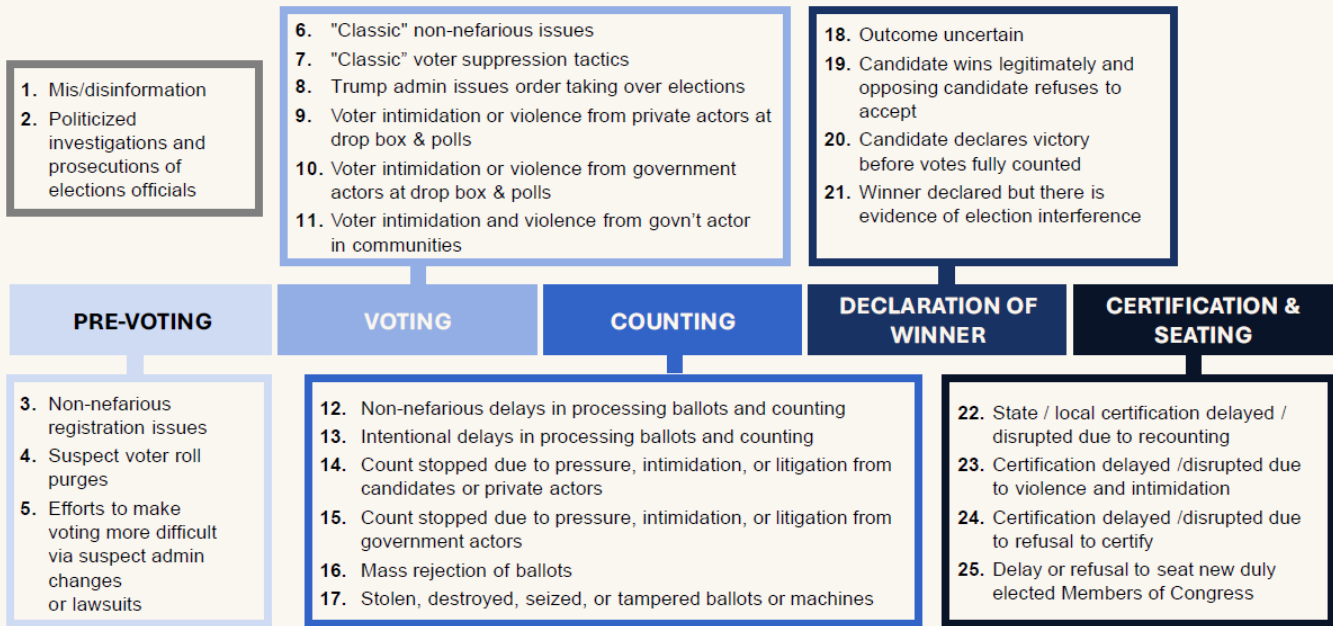 1. Mis/disinformation
2. Politicized
investigations and
prosecutions of
elections officials
6. "Classic" non-nefarious issues
7. "Classic” voter suppression tactics
8. Trump admin issues order taking over elections
9. Voter intimidation or violence from private actors at
drop box & polls
10. Voter intimidation or violence from government
actors at drop box & polls
11. Voter intimidation and violence from govn’t actor
in communities
18. Outcome uncertain
19. Candidate wins legitimately and
opposing candidate refuses to
accept
20. Candidate declares victory
before votes fully counted
21. Winner declared but there is
evidence of election interference
PRE-VOTING
VOTING
COUNTING
DECLARATION OF
WINNER
CERTIFICATION &
SEATING
3. Non-nefarious
registration issues
4. Suspect voter roll
purges
5. Efforts to make
voting more difficult
via suspect admin
changes
or lawsuits
12. Non-nefarious delays in processing ballots and counting
13. Intentional delays in processing ballots and counting
14. Count stopped due to pressure, intimidation, or litigation from
candidates or private actors
15. Count stopped due to pressure, intimidation, or litigation from
government actors
16. Mass rejection of ballots
17. Stolen, destroyed, seized, or tampered ballots or machines
22. State / local certification delayed /
disrupted due to recounting
23. Certification delayed /disrupted due
to violence and intimidation
24. Certification delayed /disrupted due
to refusal to certify
25. Delay or refusal to seat new duly
elected Members of Congress